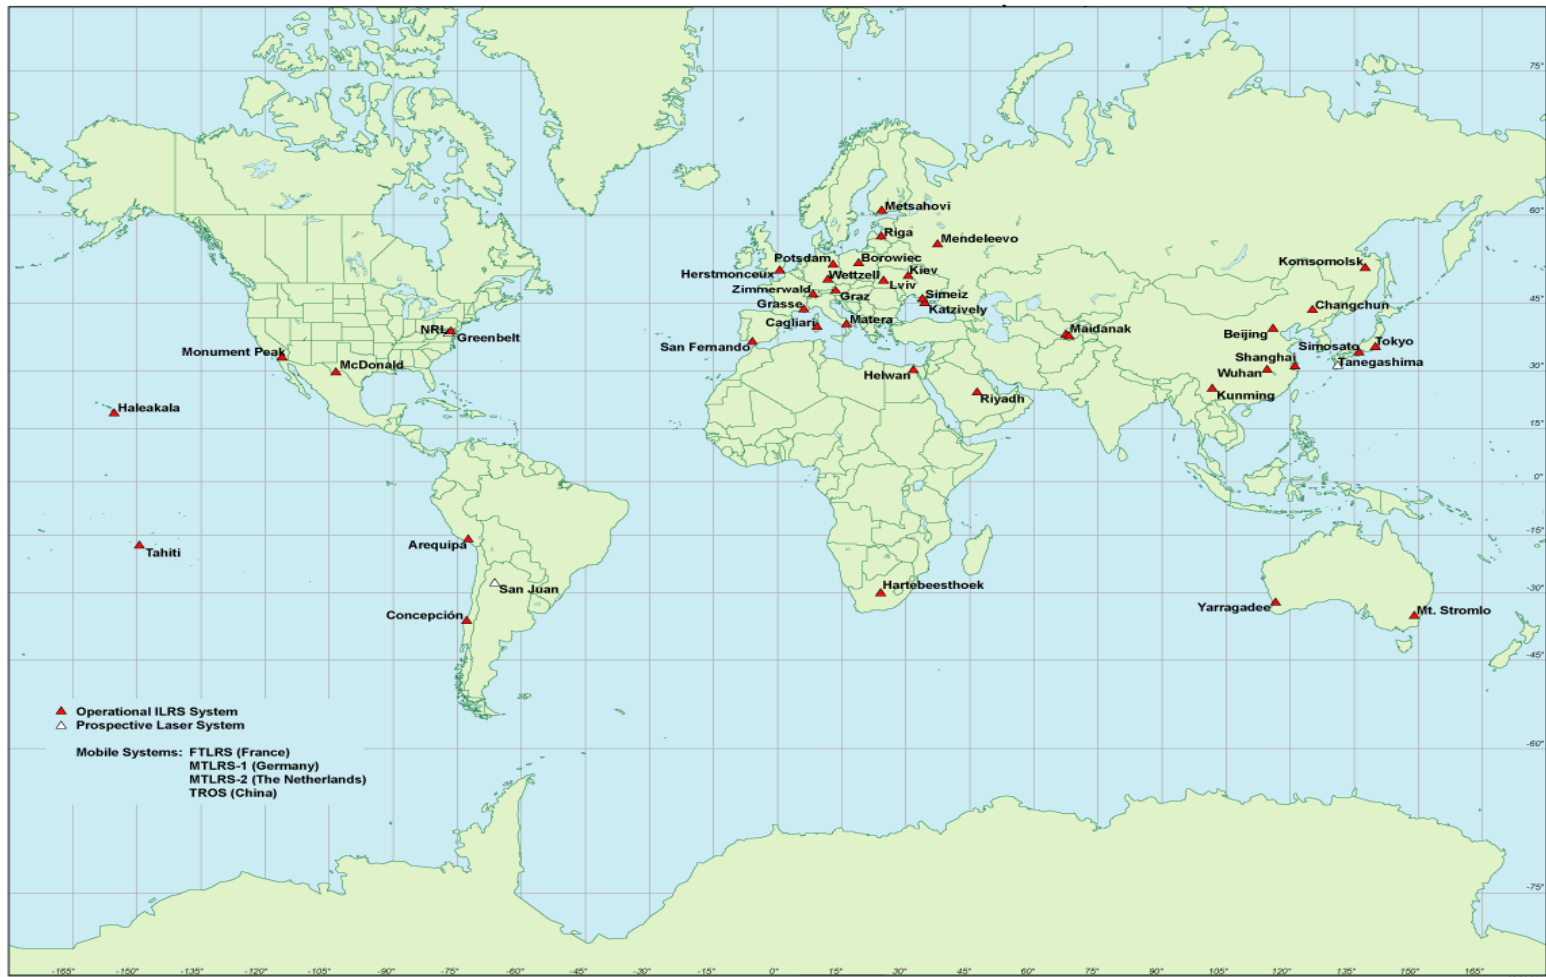 75°
Metsahovi
60°
Riga
Mendeleevo
Potsdam
Borowiec
Komsomolsk
Herstmonceux
Wettzell
Kiev
Lviv
Zimmerwald
Graz
Simeiz
45°
Grasse
Katzively
Changchun
Cagliari
Matera
NRL
Greenbelt
Maidanak
Beijing
San Fernando
Simosato
Tokyo
Monument Peak
McDonald
Shanghai
Tanegashima
Helwan
Wuhan
30°
Riyadh
Kunming
Haleakala
15°
0°
-15°
Arequipa
Tahiti
San Juan
Hartebeesthoek
-30°
Concepción
Yarragadee
Mt. Stromlo
-45°
Operational ILRS System
Prospective Laser System
Mobile Systems: FTLRS (France)
MTLRS-1 (Germany)
MTLRS-2 (The Netherlands)
TROS (China)
-60°
-75°
-165° -150° -135° -120° -105° -90° -75° -60° -45° -30° -15° 0° 15° 30° 45° 60° 75° 90° 105° 120° 135° 150° 165°